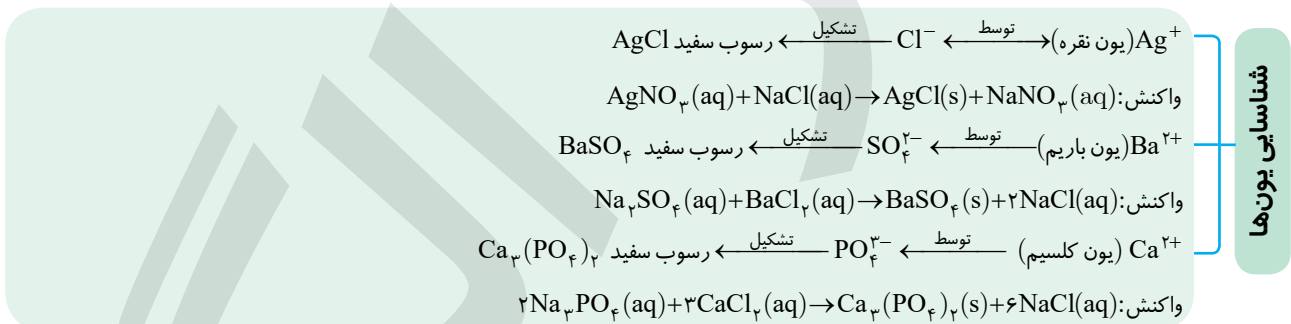 شناسایی یون‌ها
Ag⁺(یون نقره) ⟷ توسط Cl⁻ ⟵ تشکیل رسوب سفید AgCl
واکنش: AgNO۳(aq)+NaCl(aq)→AgCl(s)+NaNO۳(aq)
Ba²⁺(یون باریم) ⟵ توسط SO۴²⁻ ⟵ تشکیل رسوب سفید BaSO۴
واکنش: Na۲SO۴(aq)+BaCl۲(aq)→BaSO۴(s)+۲NaCl(aq)
Ca²⁺ (یون کلسیم) ⟵ توسط PO۴³⁻ ⟵ تشکیل رسوب سفید Ca۳(PO۴)۲
واکنش: ۲Na۳PO۴(aq)+۳CaCl۲(aq)→Ca۳(PO۴)۲(s)+۶NaCl(aq)